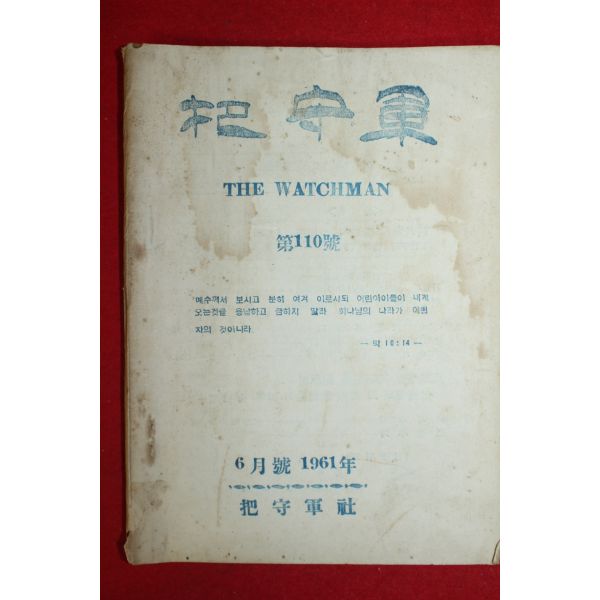 把守軍
THE WATCHMAN
第110號
예수께서 보시고 분히 여겨 이르시되 어린아이들이 내게
오는것을 용납하고 금하지 말라 하나님의 나라가 이런
자의 것이니라
— 막 10:14 —
6月號 1961年
把守軍社